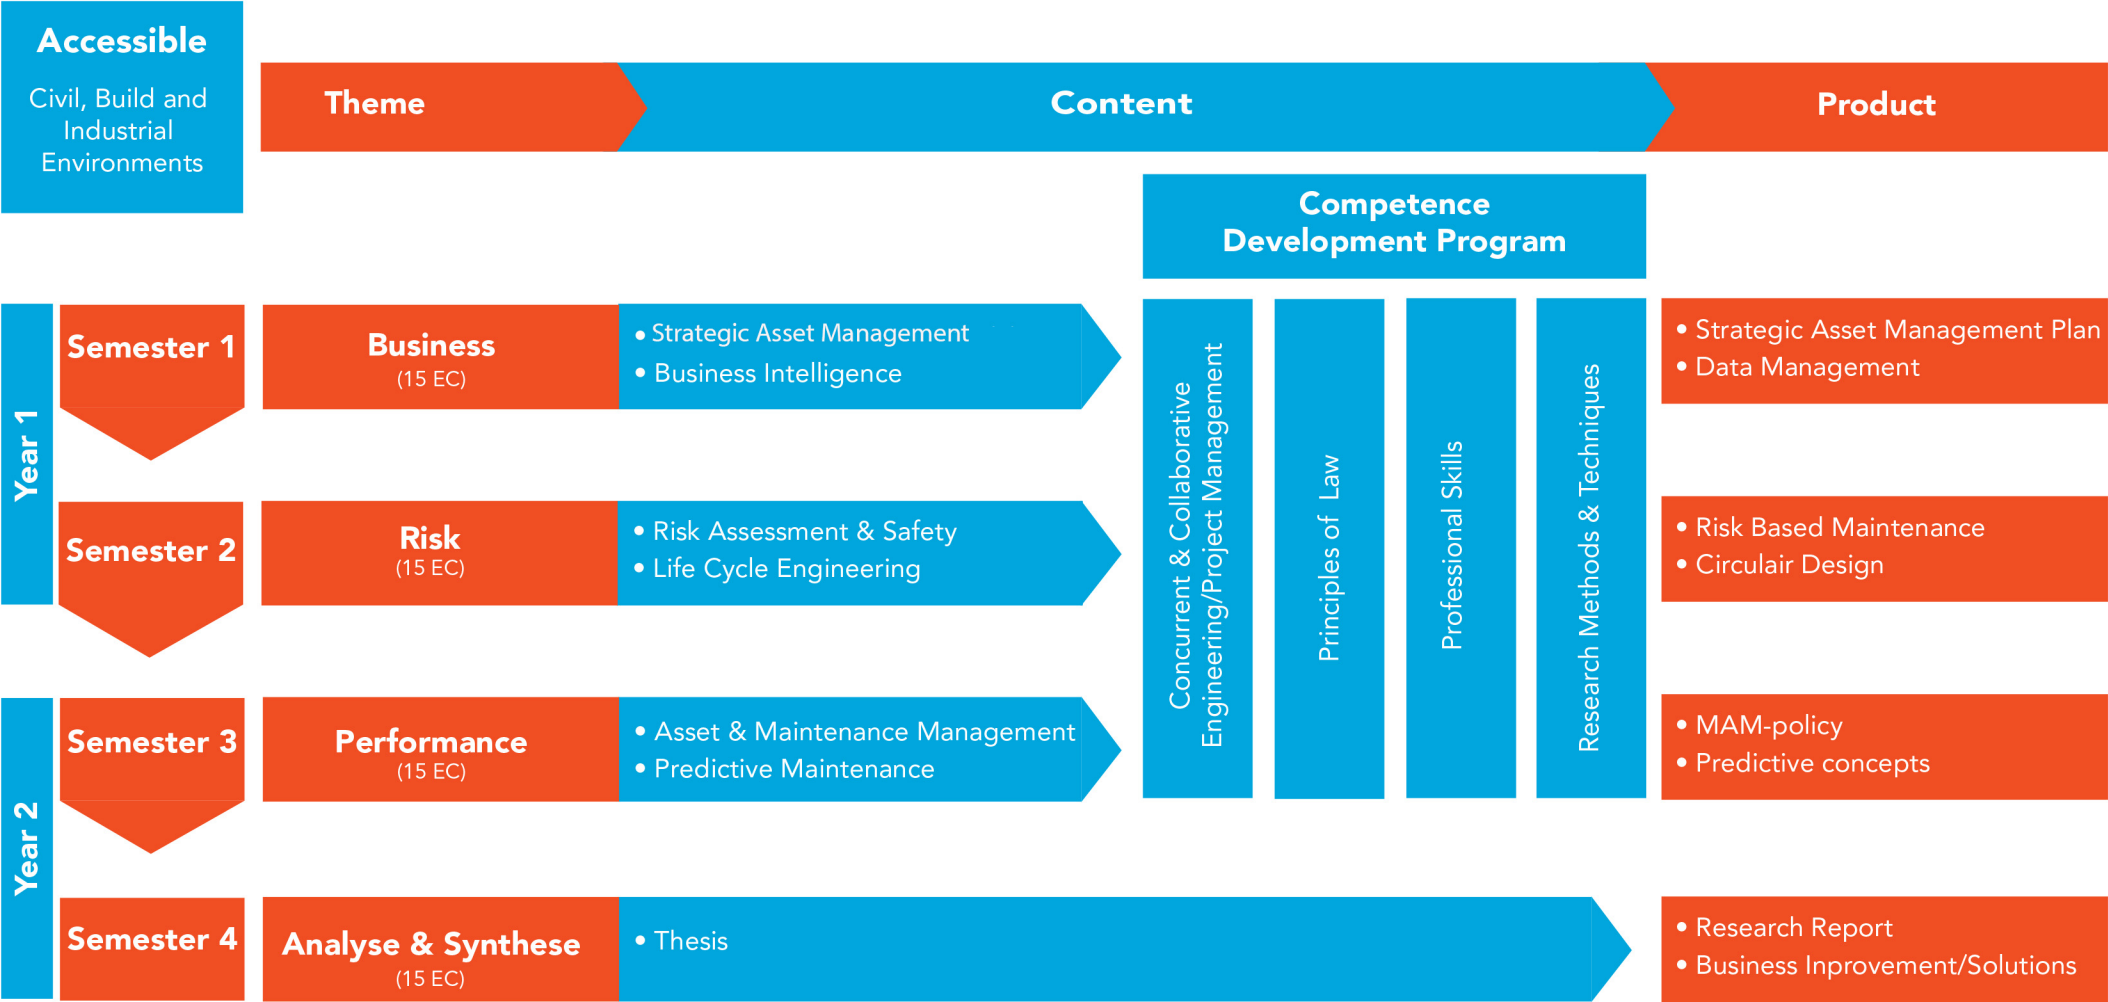 Accessible
Civil, Build and
Industrial
Environments
Theme
Content
Product
Competence
Development Program
Year 1
Semester 1
Business
(15 EC)
• Strategic Asset Management
• Business Intelligence
Concurrent & Collaborative
Engineering/Project Management
Principles of Law
Professional Skills
Research Methods & Techniques
• Strategic Asset Management Plan
• Data Management
Semester 2
Risk
(15 EC)
• Risk Assessment & Safety
• Life Cycle Engineering
• Risk Based Maintenance
• Circulair Design
Year 2
Semester 3
Performance
(15 EC)
• Asset & Maintenance Management
• Predictive Maintenance
• MAM-policy
• Predictive concepts
Semester 4
Analyse & Synthese
(15 EC)
• Thesis
• Research Report
• Business Inprovement/Solutions